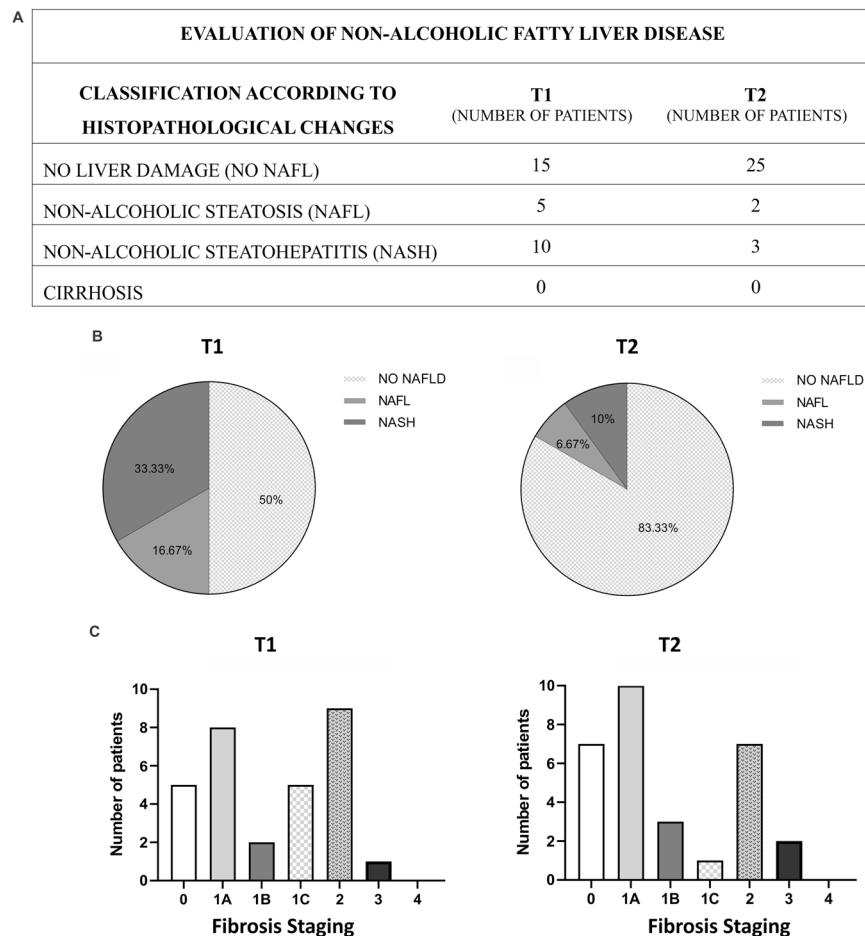 A
EVALUATION OF NON-ALCOHOLIC FATTY LIVER DISEASE
CLASSIFICATION ACCORDING TO
HISTOPATHOLOGICAL CHANGES
T1
(NUMBER OF PATIENTS)
T2
(NUMBER OF PATIENTS)
NO LIVER DAMAGE (NO NAFL) 15 25
NON-ALCOHOLIC STEATOSIS (NAFL) 5 2
NON-ALCOHOLIC STEATOHEPATITIS (NASH) 10 3
CIRRHOSIS 0 0
B
T1
NO NAFLD
NAFL
NASH
33.33%
50%
16.67%
T2
NO NAFLD
NAFL
NASH
10%
6.67%
83.33%
C
T1
Number of patients
10
8
6
4
2
0
0 1A 1B 1C 2 3 4
Fibrosis Staging
T2
Number of patients
10
8
6
4
2
0
0 1A 1B 1C 2 3 4
Fibrosis Staging